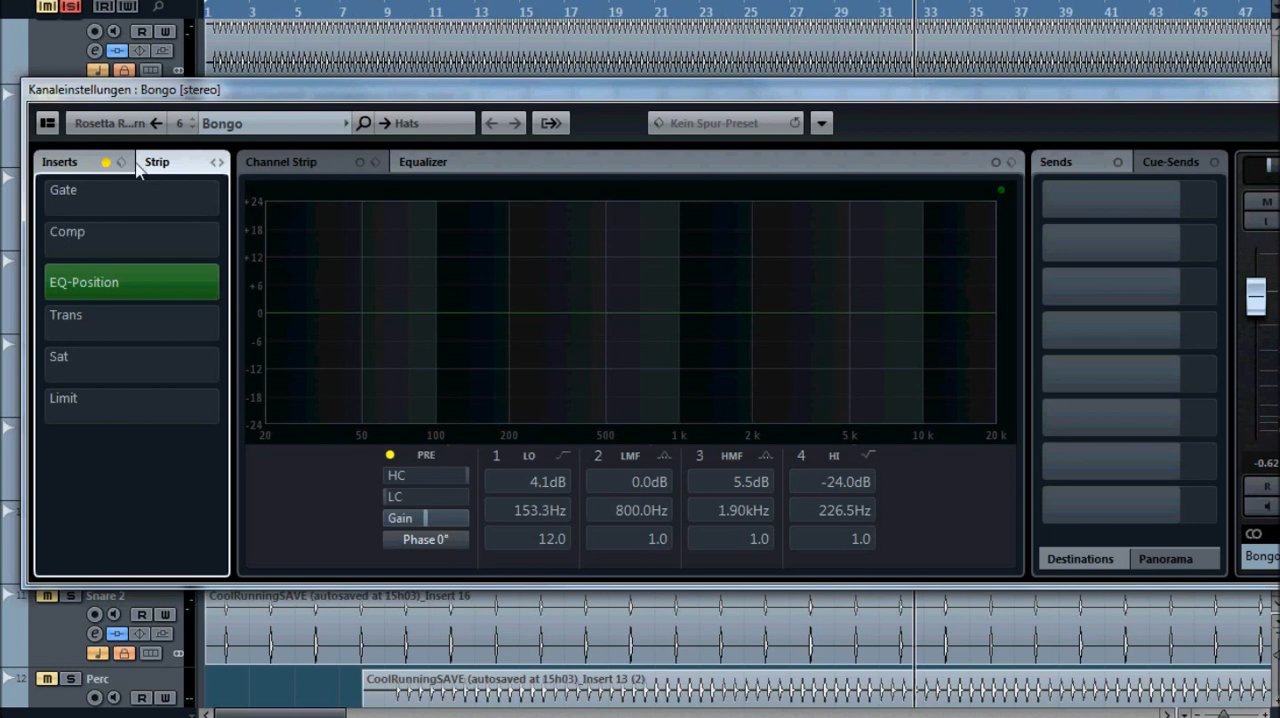 M S R W
1 3 5 7 9 11 13 15 17 19 21 23 25 27 29 31 33 35 37 39 41 43 45 47
R W
e
Kanaleinstellungen : Bongo [stereo]
Rosetta R...rn 6 Bongo Hats Kein Spur-Preset
Inserts Strip Channel Strip Equalizer Sends Cue-Sends
Gate
Comp
EQ-Position
Trans
Sat
Limit
+24
+18
+12
+6
0
-6
-12
-18
-24
20 50 100 200 500 1 k 2 k 5 k 10 k 20 k
PRE 1 LO 2 LMF 3 HMF 4 HI
HC 4.1dB 0.0dB 5.5dB -24.0dB
LC
Gain 153.3Hz 800.0Hz 1.90kHz 226.5Hz
Phase 0° 12.0 1.0 1.0 1.0
Destinations Panorama
M
-0.62
R
Bongo
11 m S Snare 2 CoolRunningSAVE (autosaved at 15h03)_Insert 16
R W
e
12 m S Perc CoolRunningSAVE (autosaved at 15h03)_Insert 13 (2)
R W